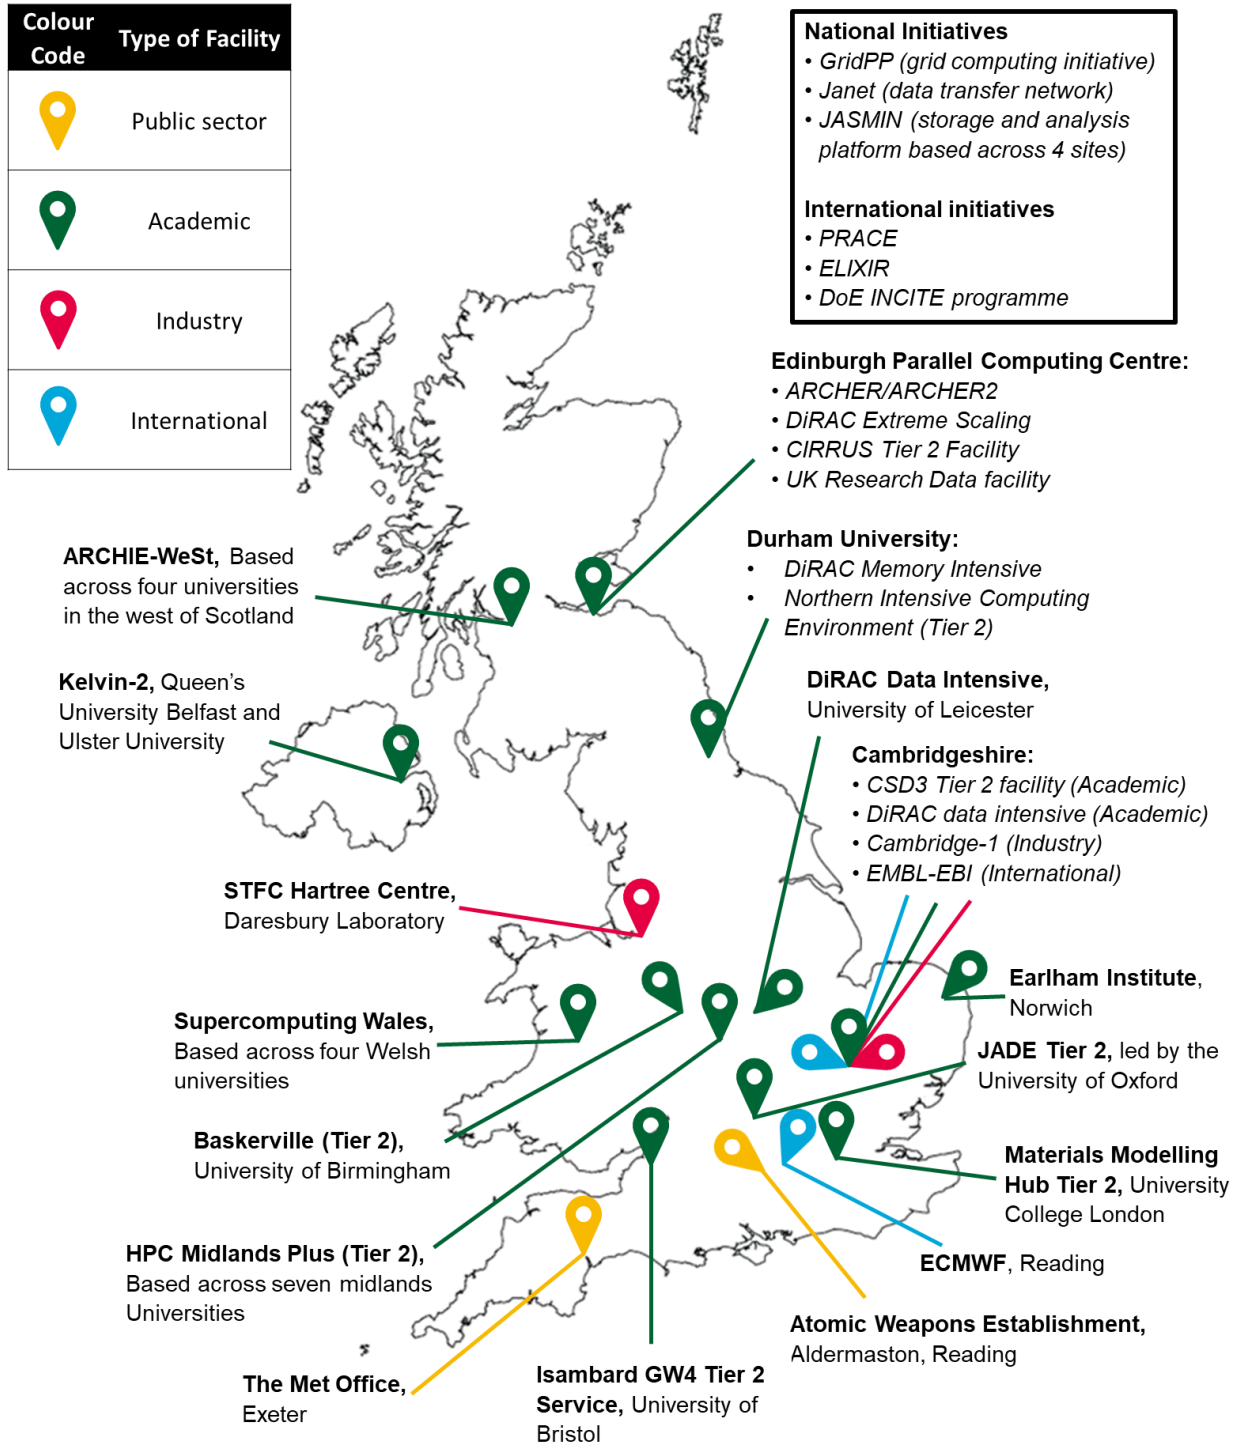 Colour
Code
Type of Facility
Public sector
Academic
Industry
International
National Initiatives
• GridPP (grid computing initiative)
• Janet (data transfer network)
• JASMIN (storage and analysis
platform based across 4 sites)
International initiatives
• PRACE
• ELIXIR
• DoE INCITE programme
Edinburgh Parallel Computing Centre:
• ARCHER/ARCHER2
• DiRAC Extreme Scaling
• CIRRUS Tier 2 Facility
• UK Research Data facility
ARCHIE-WeSt, Based
across four universities
in the west of Scotland
Durham University:
• DiRAC Memory Intensive
• Northern Intensive Computing
Environment (Tier 2)
Kelvin-2, Queen's
University Belfast and
Ulster University
DiRAC Data Intensive,
University of Leicester
Cambridgeshire:
• CSD3 Tier 2 facility (Academic)
• DiRAC data intensive (Academic)
• Cambridge-1 (Industry)
• EMBL-EBI (International)
STFC Hartree Centre,
Daresbury Laboratory
Earlham Institute,
Norwich
Supercomputing Wales,
Based across four Welsh
universities
JADE Tier 2, led by the
University of Oxford
Baskerville (Tier 2),
University of Birmingham
Materials Modelling
Hub Tier 2, University
College London
HPC Midlands Plus (Tier 2),
Based across seven midlands
Universities
ECMWF, Reading
Atomic Weapons Establishment,
Aldermaston, Reading
The Met Office,
Exeter
Isambard GW4 Tier 2
Service, University of
Bristol